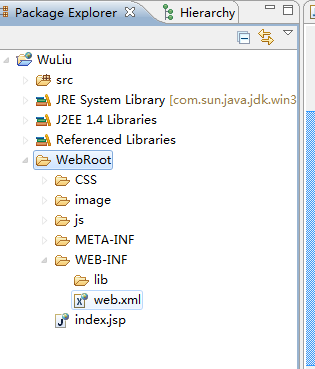 Package Explorer
Hierarchy
WuLiu
src
JRE System Library [com.sun.java.jdk.win3
J2EE 1.4 Libraries
Referenced Libraries
WebRoot
CSS
image
js
META-INF
WEB-INF
lib
web.xml
index.jsp